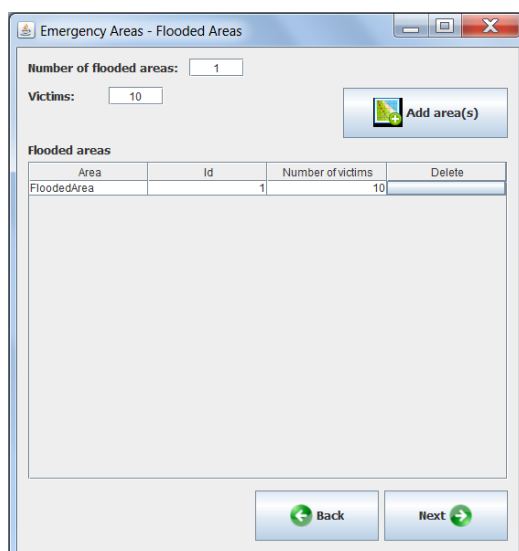 Emergency Areas - Flooded Areas
Number of flooded areas: 1
Victims: 10
Add area(s)
Flooded areas
Area Id Number of victims Delete
FloodedArea 1 10
Back Next